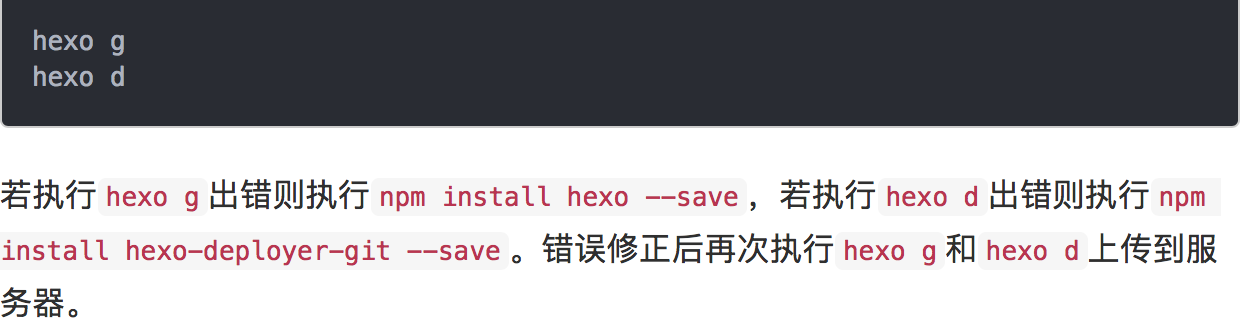 hexo g
hexo d
若执行hexo g出错则执行npm install hexo --save，若执行hexo d出错则执行npm
install hexo-deployer-git --save。错误修正后再次执行hexo g和hexo d上传到服
务器。